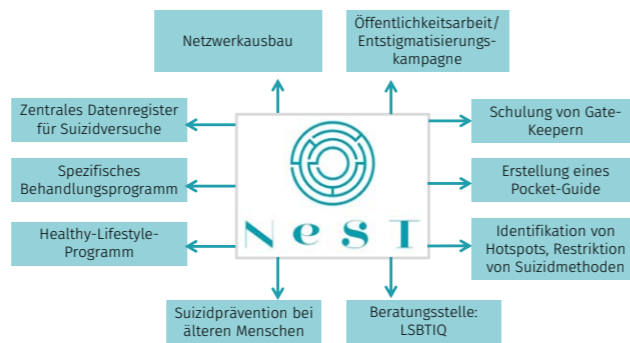 Netzwerkausbau
Öffentlichkeitsarbeit/
Entstigmatisierungs-
kampagne
Zentrales Datenregister
für Suizidversuche
Schulung von Gate-
Keepern
Spezifisches
Behandlungsprogramm
Erstellung eines
Pocket-Guide
Healthy-Lifestyle-
Programm
Identifikation von
Hotspots, Restriktion
von Suizidmethoden
NeST
Suizidprävention bei
älteren Menschen
Beratungsstelle:
LSBTIQ